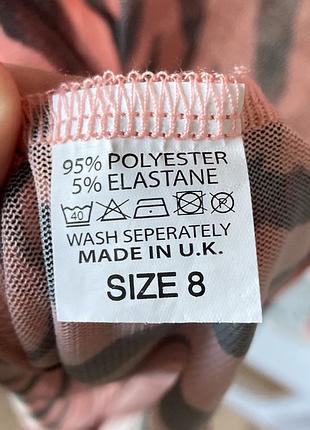 95% POLYESTER
5% ELASTANE
40
WASH SEPERATELY
MADE IN U.K.
SIZE 8